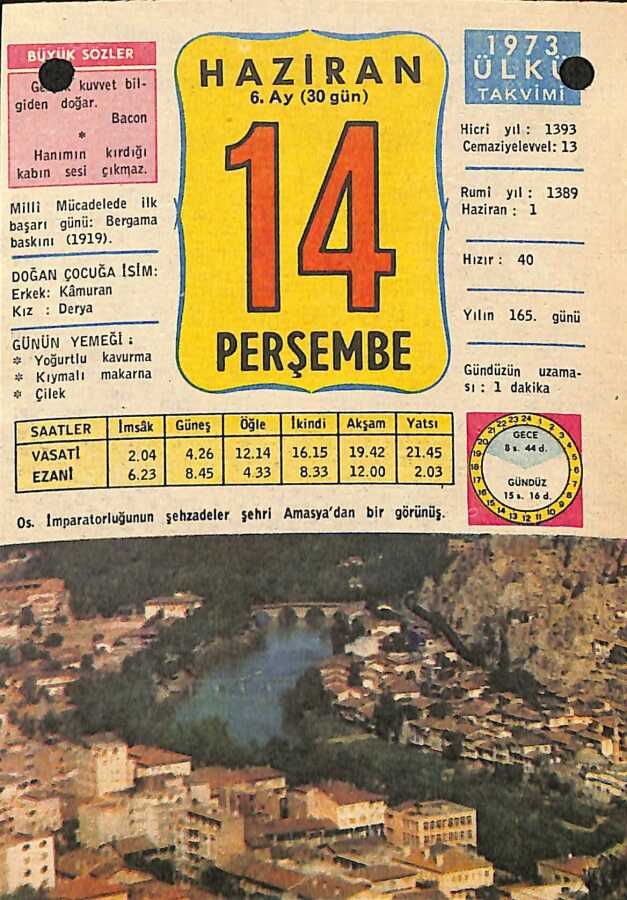 BÜYÜK SÖZLER
kuvvet bil-
giden doğar.
Bacon
*
Hanımın kırdığı
kabın sesi çıkmaz.
Milli Mücadelede ilk
başarı günü: Bergama
baskını (1919).
DOĞAN ÇOCUĞA İSİM:
Erkek: Kâmuran
Kız : Derya
GÜNÜN YEMEĞİ :
* Yoğurtlu kavurma
* Kıymalı makarna
* Çilek
HAZİRAN
6. Ay (30 gün)
14
PERŞEMBE
1973
ÜLKÜ
TAKVİMİ
Hicri yıl : 1393
Cemaziyelevvel: 13
Rumi yıl : 1389
Haziran : 1
Hızır : 40
Yılın 165. günü
Gündüzün uzama-
sı : 1 dakika
SAATLER İmsâk Güneş Öğle İkindi Akşam Yatsı
VASATİ 2.04 4.26 12.14 16.15 19.42 21.45
EZANİ 6.23 8.45 4.33 8.33 12.00 2.03
GECE
8 s. 44 d.
GÜNDÜZ
15 s. 16 d.
Os. İmparatorluğunun şehzadeler şehri Amasya'dan bir görünüş.